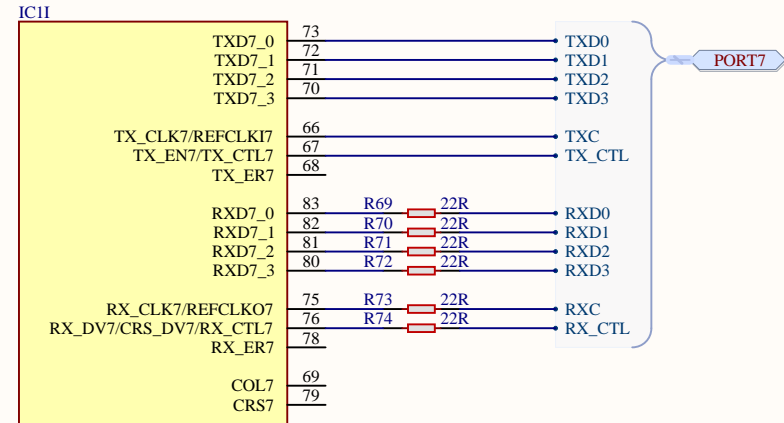 IC1I
TXD7_0 73 TXD0
TXD7_1 72 TXD1
PORT7
TXD7_2 71 TXD2
TXD7_3 70 TXD3
TX_CLK7/REFCLKI7 66 TXC
TX_EN7/TX_CTL7 67 TX_CTL
TX_ER7 68
RXD7_0 83 R69 22R RXD0
RXD7_1 82 R70 22R RXD1
RXD7_2 81 R71 22R RXD2
RXD7_3 80 R72 22R RXD3
RX_CLK7/REFCLKO7 75 R73 22R RXC
RX_DV7/CRS_DV7/RX_CTL7 76 R74 22R RX_CTL
RX_ER7 78
COL7 69
CRS7 79